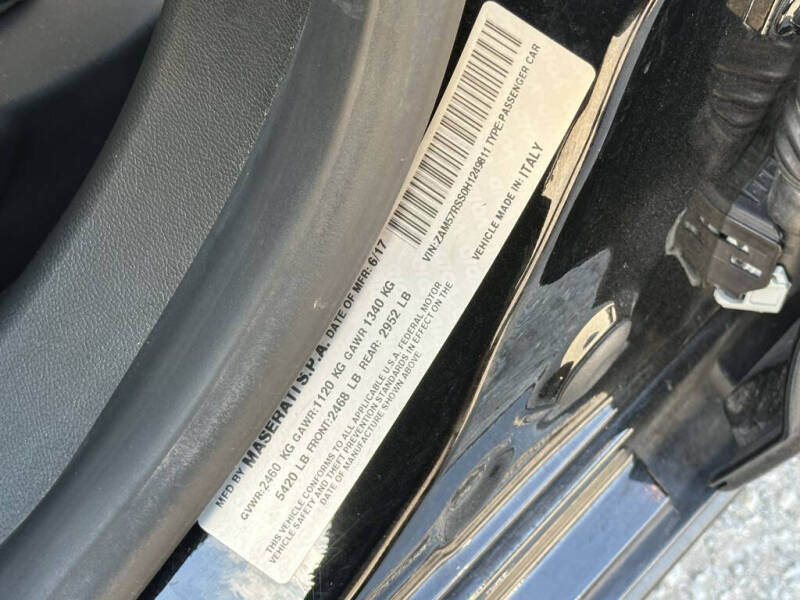 MFD BY MASERATI S.P.A. DATE OF MFR: 6/17
GVWR:2460 KG GAWR:1120 KG GAWR 1340 KG
5420 LB FRONT:2468 LB REAR: 2952 LB
THIS VEHICLE CONFORMS TO ALL APPLICABLE U.S.A. FEDERAL MOTOR
VEHICLE SAFETY AND THEFT PREVENTION STANDARDS IN EFFECT ON THE
DATE OF MANUFACTURE SHOWN ABOVE
VIN:ZAM57RSS0H1249811 TYPE:PASSENGER CAR
VEHICLE MADE IN: ITALY